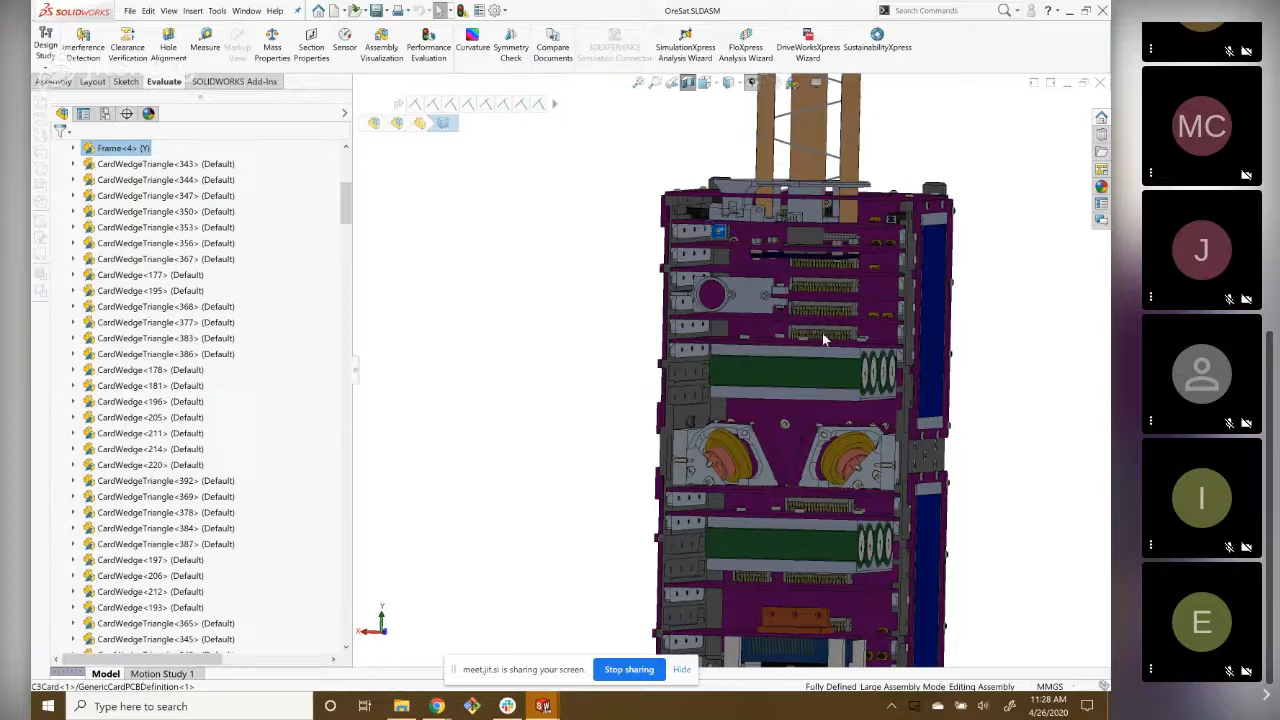 SOLIDWORKS File Edit View Insert Tools Window OreSat.SLDASM Search Commands
Design Study Interference Detection Clearance Verification Hole Alignment Measure Markup View Mass Properties Section Properties Sensor Assembly Visualization Performance Evaluation Curvature Symmetry Check Compare Documents 3DEXPERIENCE Simulation Connector SimulationXpress Analysis Wizard FloXpress Analysis Wizard DriveWorksXpress Wizard SustainabilityXpress
Assembly Layout Sketch Evaluate SOLIDWORKS Add-Ins
Frame<4> (Y)
CardWedgeTriangle<343> (Default)
CardWedgeTriangle<344> (Default)
CardWedgeTriangle<347> (Default)
CardWedgeTriangle<350> (Default)
CardWedgeTriangle<353> (Default)
CardWedgeTriangle<356> (Default)
CardWedgeTriangle<367> (Default)
CardWedge<177> (Default)
CardWedge<195> (Default)
CardWedgeTriangle<368> (Default)
CardWedgeTriangle<377> (Default)
CardWedgeTriangle<383> (Default)
CardWedgeTriangle<386> (Default)
CardWedge<178> (Default)
CardWedge<181> (Default)
CardWedge<196> (Default)
CardWedge<205> (Default)
CardWedge<211> (Default)
CardWedge<214> (Default)
CardWedge<220> (Default)
CardWedgeTriangle<392> (Default)
CardWedgeTriangle<369> (Default)
CardWedgeTriangle<378> (Default)
CardWedgeTriangle<384> (Default)
CardWedgeTriangle<387> (Default)
CardWedge<197> (Default)
CardWedge<206> (Default)
CardWedge<212> (Default)
CardWedge<193> (Default)
CardWedgeTriangle<365> (Default)
CardWedgeTriangle<345> (Default)
Y
X
MC
J
I
E
meet.jit.si is sharing your screen. Stop sharing Hide
Model Motion Study 1
C3Card<1>/GenericCardPCBDefinition<1> Fully Defined Large Assembly Mode Editing Assembly MMGS
Type here to search
11:28 AM
4/26/2020